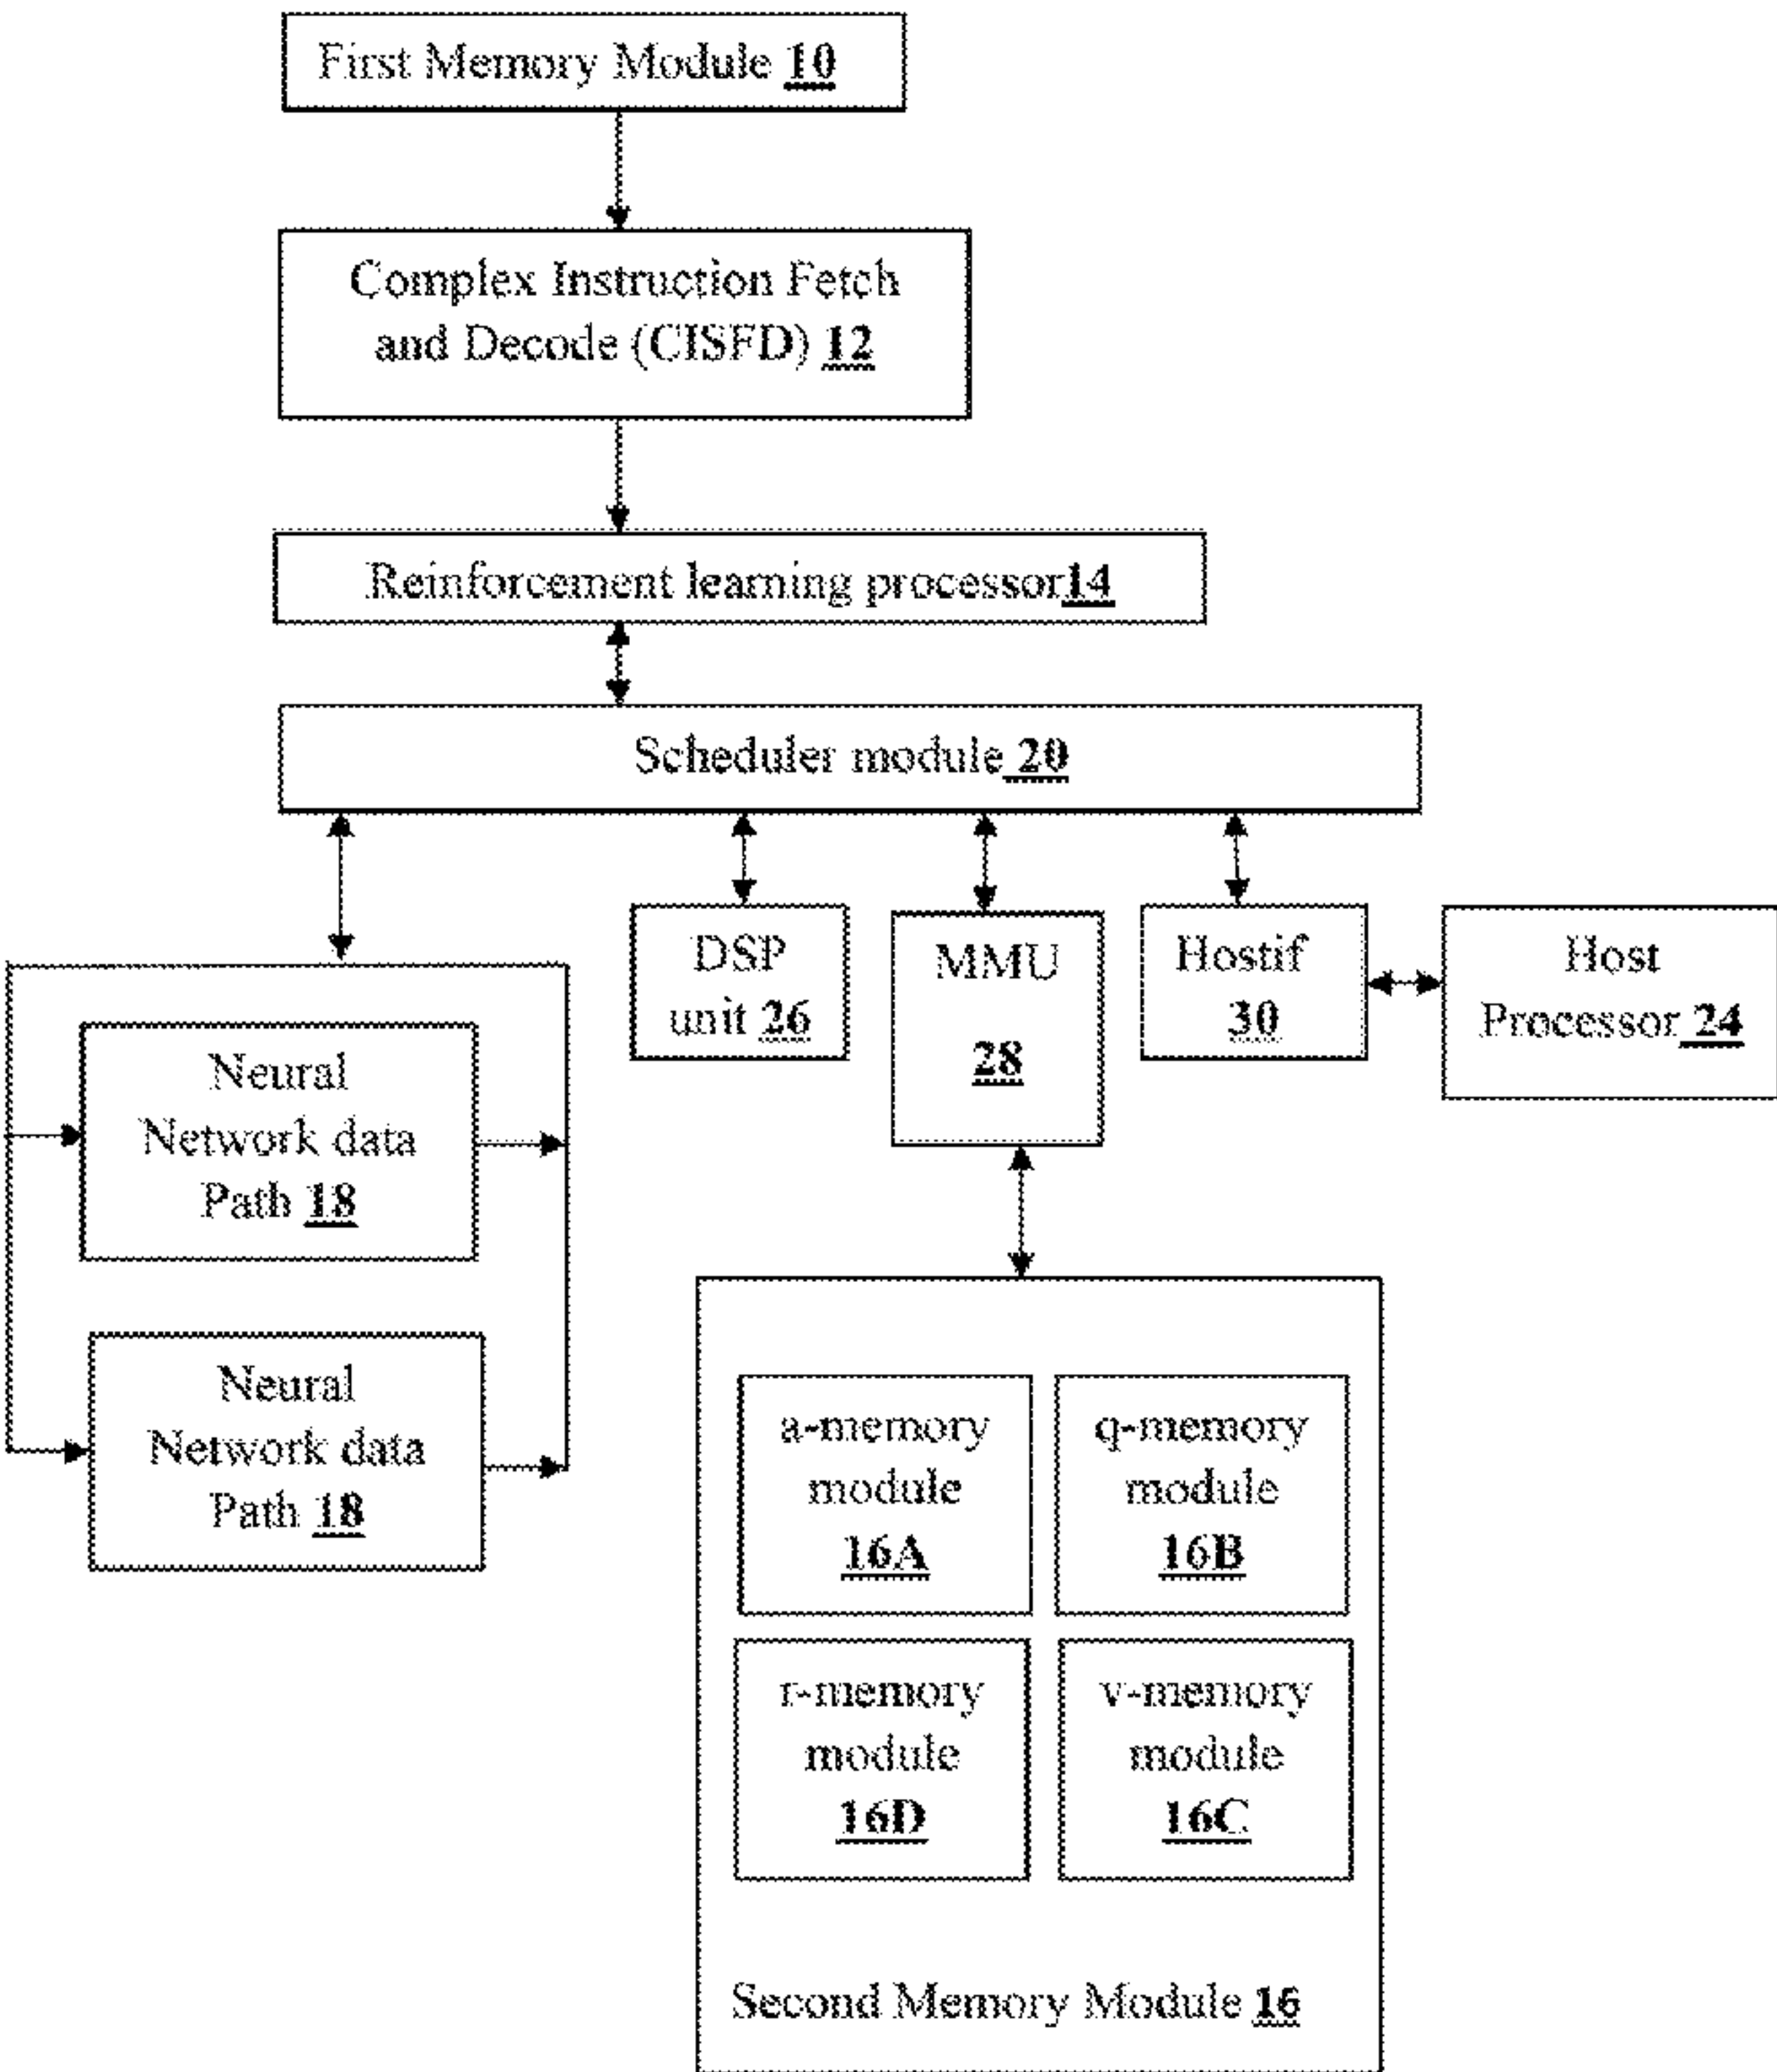 First Memory Module 10
Complex Instruction Fetch
and Decode (CISFD) 12
Reinforcement learning processor14
Scheduler module 20
DSP
unit 26
MMU
28
Hostif
30
Host
Processor 24
Neural
Network data
Path 18
Neural
Network data
Path 18
a-memory
module
16A
q-memory
module
16B
r-memory
module
16D
v-memory
module
16C
Second Memory Module 16